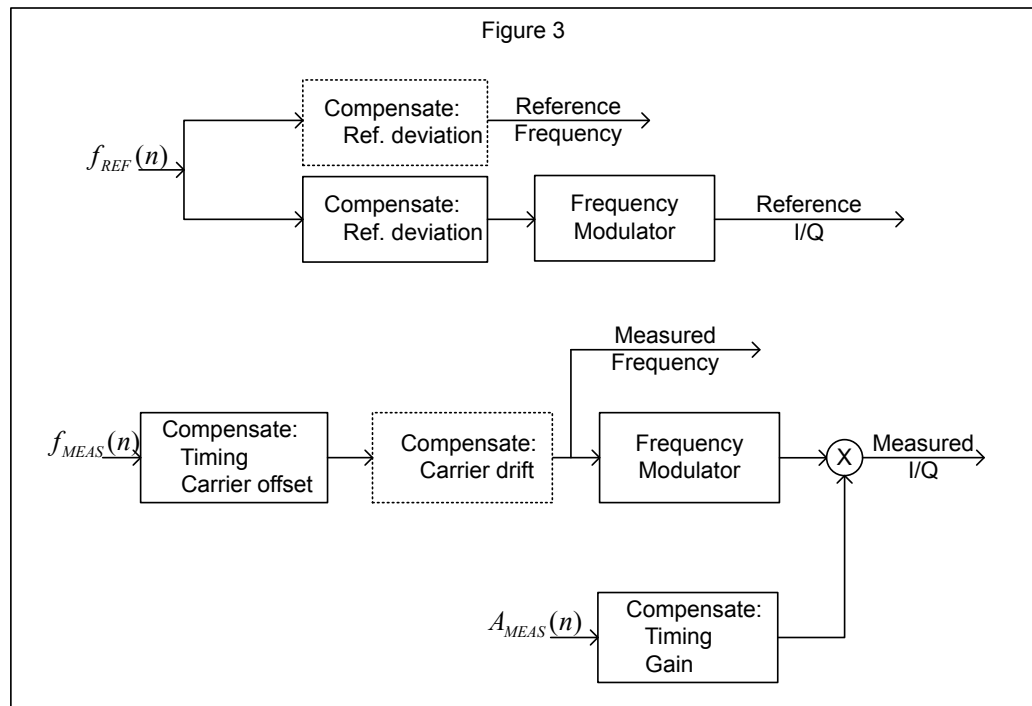 Figure 3
Compensate:
Ref. deviation
Reference
Frequency
f_REF(n)
Compensate:
Ref. deviation
Frequency
Modulator
Reference
I/Q
Measured
Frequency
f_MEAS(n)
Compensate:
Timing
Carrier offset
Compensate:
Carrier drift
Frequency
Modulator
X
Measured
I/Q
A_MEAS(n)
Compensate:
Timing
Gain